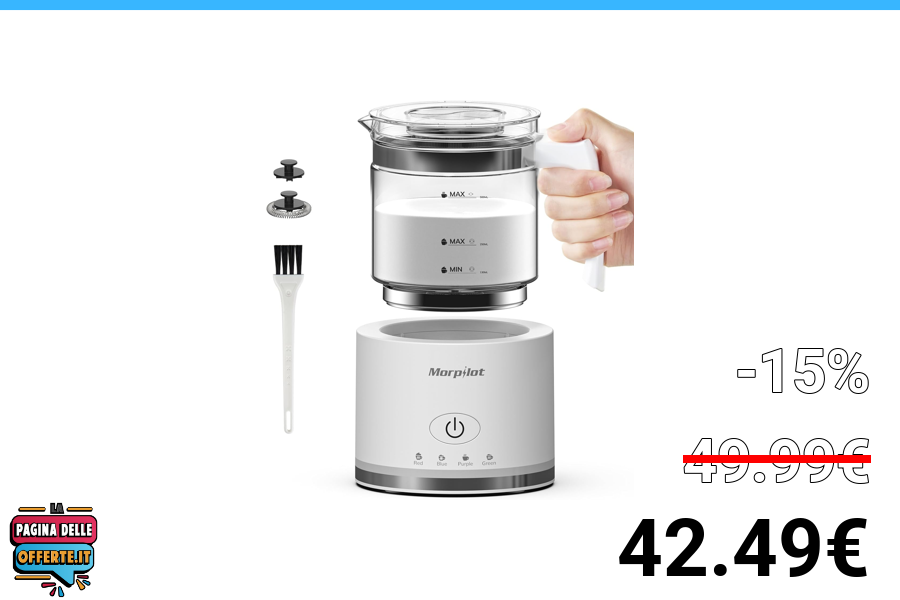 MAX
MAX
MIN
Morpilot
Red Blue Purple Green
-15%
49.99€
42.49€
LA
PAGINA DELLE
OFFERTE.IT